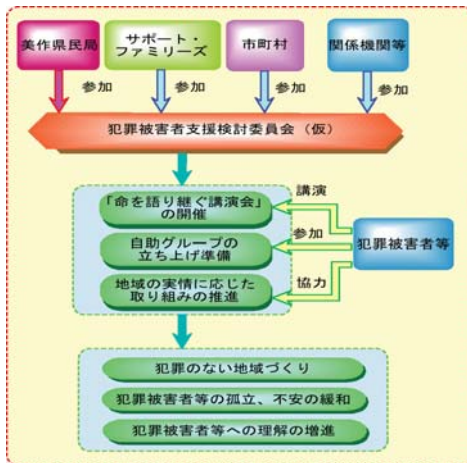 美作県民局
サポート・
ファミリーズ
市町村
関係機関等
参加
参加
参加
参加
犯罪被害者支援検討委員会（仮）
「命を語り継ぐ講演会」
の開催
講演
自助グループの
立ち上げ準備
参加
犯罪被害者等
地域の実情に応じた
取り組みの推進
協力
犯罪のない地域づくり
犯罪被害者等の孤立、不安の緩和
犯罪被害者等への理解の増進